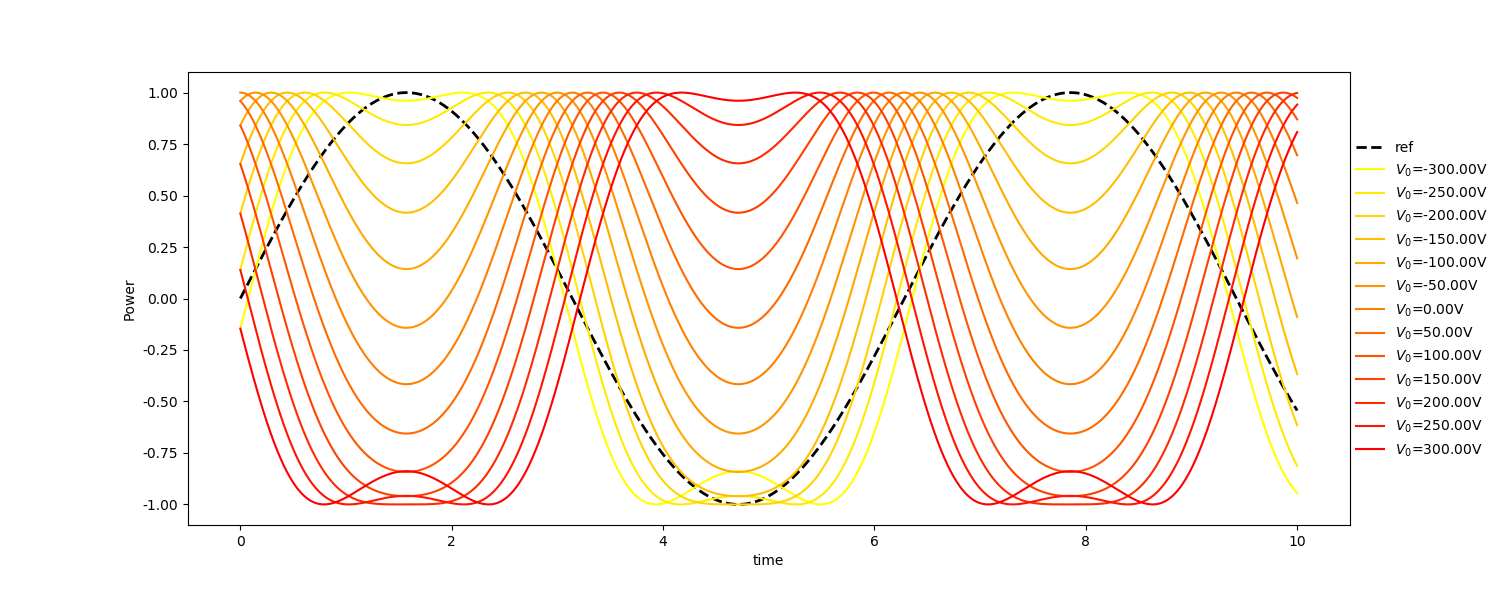 1.00
0.75
0.50
0.25
0.00
-0.25
-0.50
-0.75
-1.00
Power
0 2 4 6 8 10
time
ref
V₀=-300.00V
V₀=-250.00V
V₀=-200.00V
V₀=-150.00V
V₀=-100.00V
V₀=-50.00V
V₀=0.00V
V₀=50.00V
V₀=100.00V
V₀=150.00V
V₀=200.00V
V₀=250.00V
V₀=300.00V